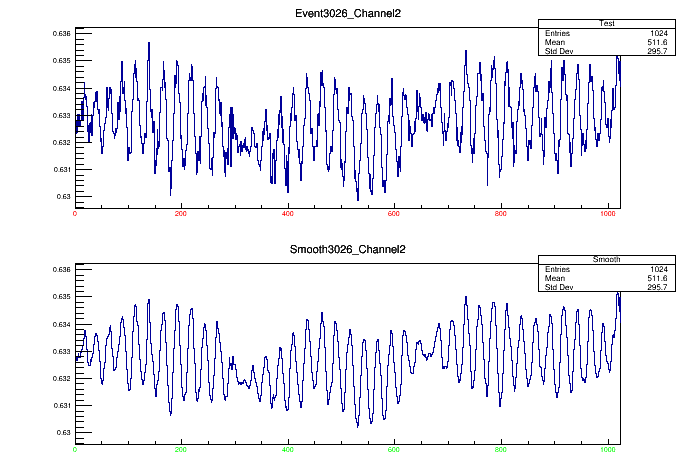 Event3026_Channel2
Test
Entries 1024
Mean 511.6
Std Dev 295.7
0.636
0.635
0.634
0.633
0.632
0.631
0.63
0 200 400 600 800 1000
Smooth3026_Channel2
Smooth
Entries 1024
Mean 511.6
Std Dev 295.7
0.636
0.635
0.634
0.633
0.632
0.631
0.63
0 200 400 600 800 1000